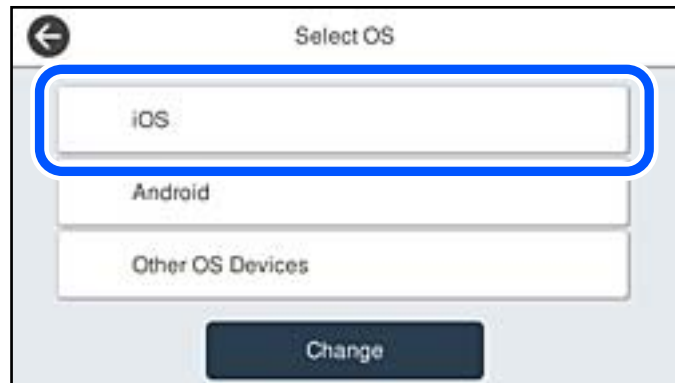 Select OS
iOS
Android
Other OS Devices
Change